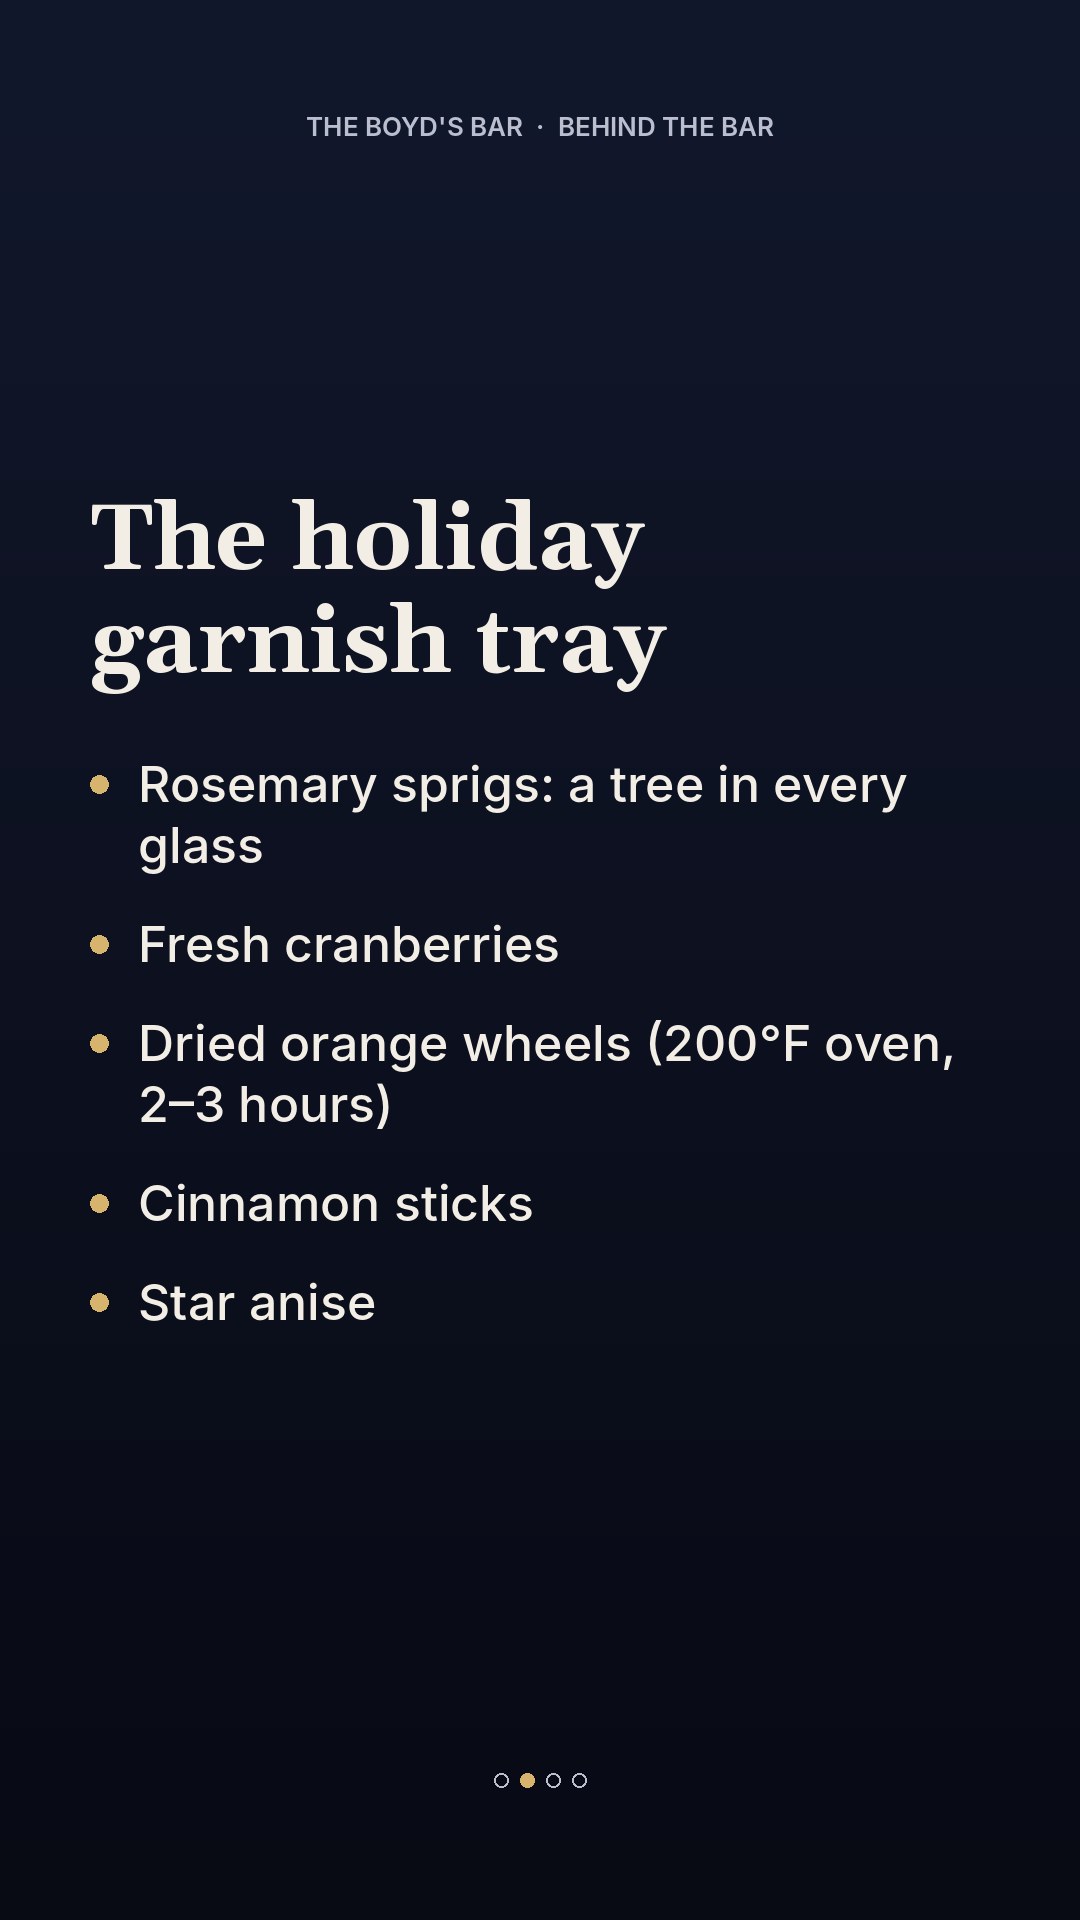 THE BOYD'S BAR · BEHIND THE BAR
The holiday
garnish tray
Rosemary sprigs: a tree in every
glass
Fresh cranberries
Dried orange wheels (200°F oven,
2–3 hours)
Cinnamon sticks
Star anise